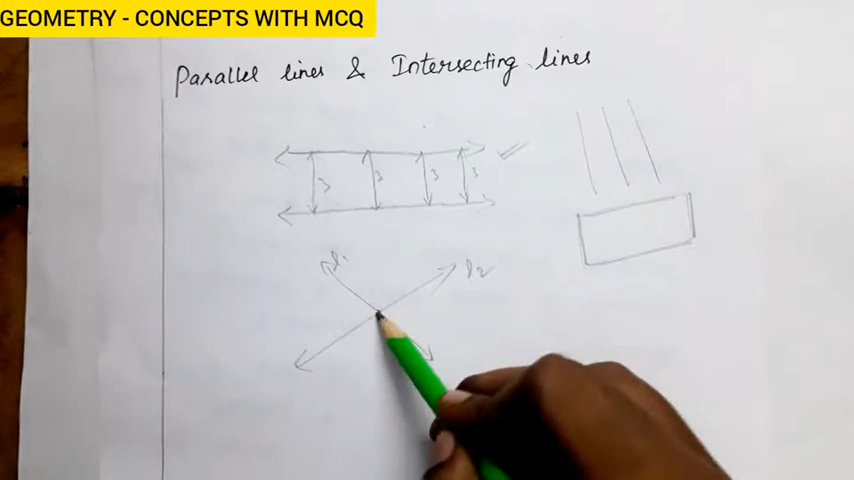 GEOMETRY - CONCEPTS WITH MCQ
Parallel lines & Intersecting lines
3 3 3 3
l1 l2